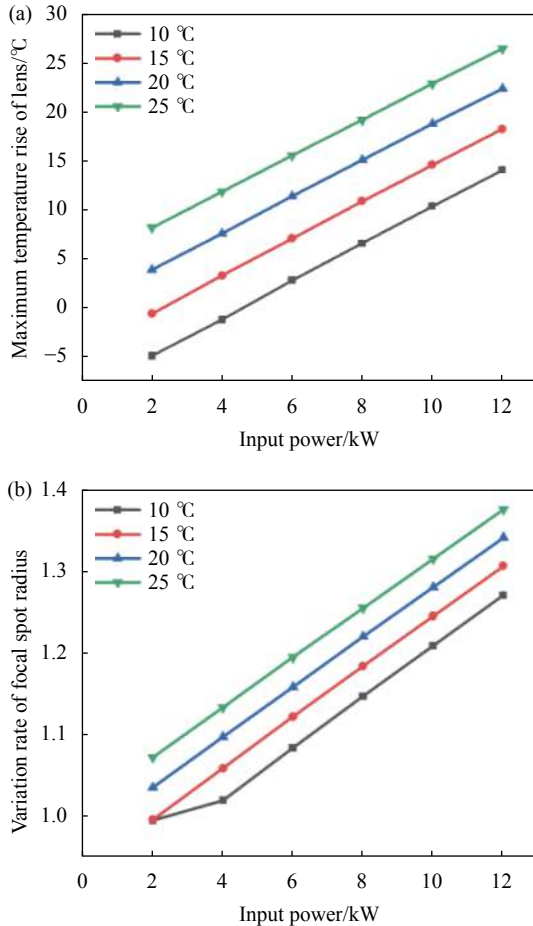 (a)
30
25
20
15
10
5
0
−5
10 ℃
15 ℃
20 ℃
25 ℃
Maximum temperature rise of lens/℃
0 2 4 6 8 10 12
Input power/kW
(b)
1.4
1.3
1.2
1.1
1.0
10 ℃
15 ℃
20 ℃
25 ℃
Variation rate of focal spot radius
0 2 4 6 8 10 12
Input power/kW